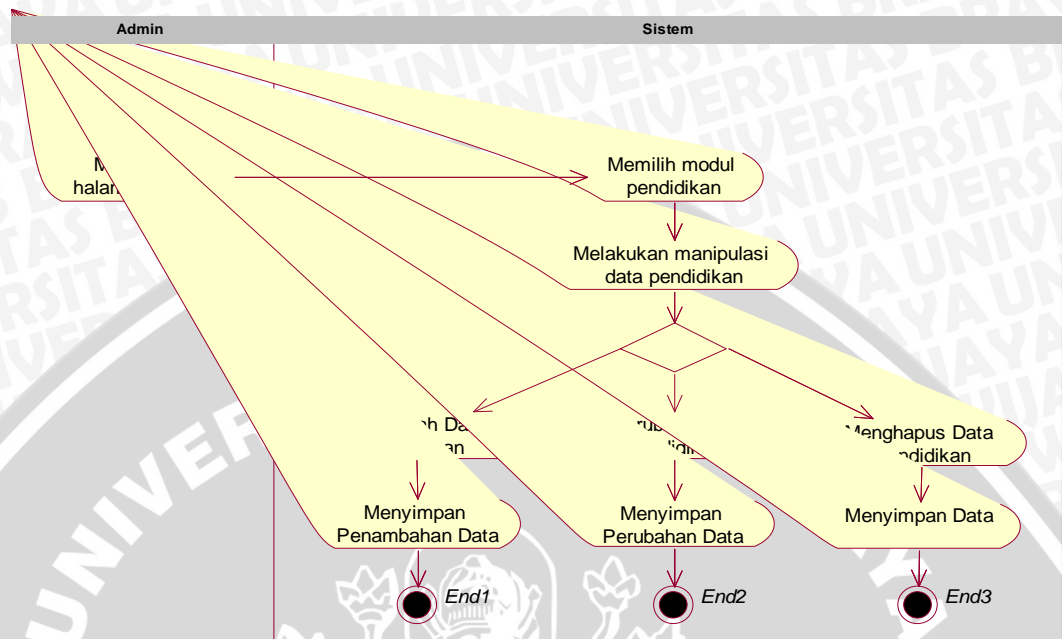 Admin
Sistem
Memilih modul
pendidikan
Melakukan manipulasi
data pendidikan
Menghapus Data
Menyimpan
Penambahan Data
Menyimpan
Perubahan Data
Menyimpan Data
End1
End2
End3